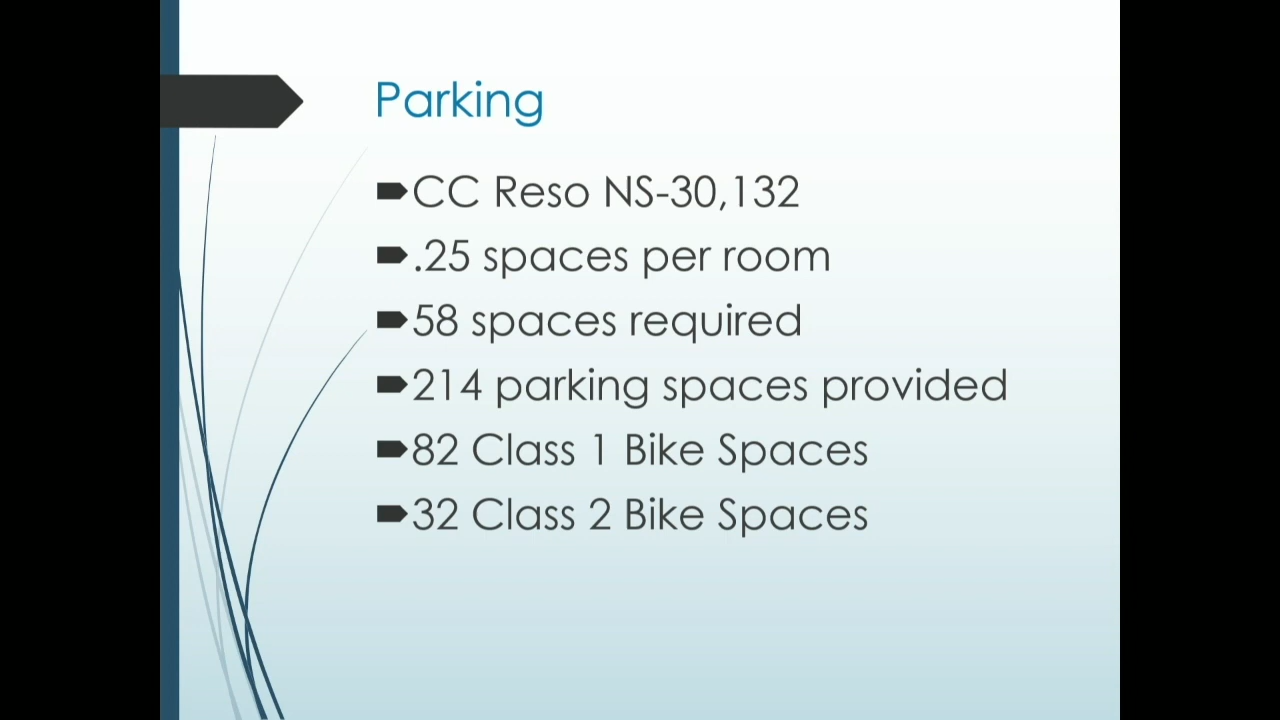 Parking
CC Reso NS-30,132
.25 spaces per room
58 spaces required
214 parking spaces provided
82 Class 1 Bike Spaces
32 Class 2 Bike Spaces